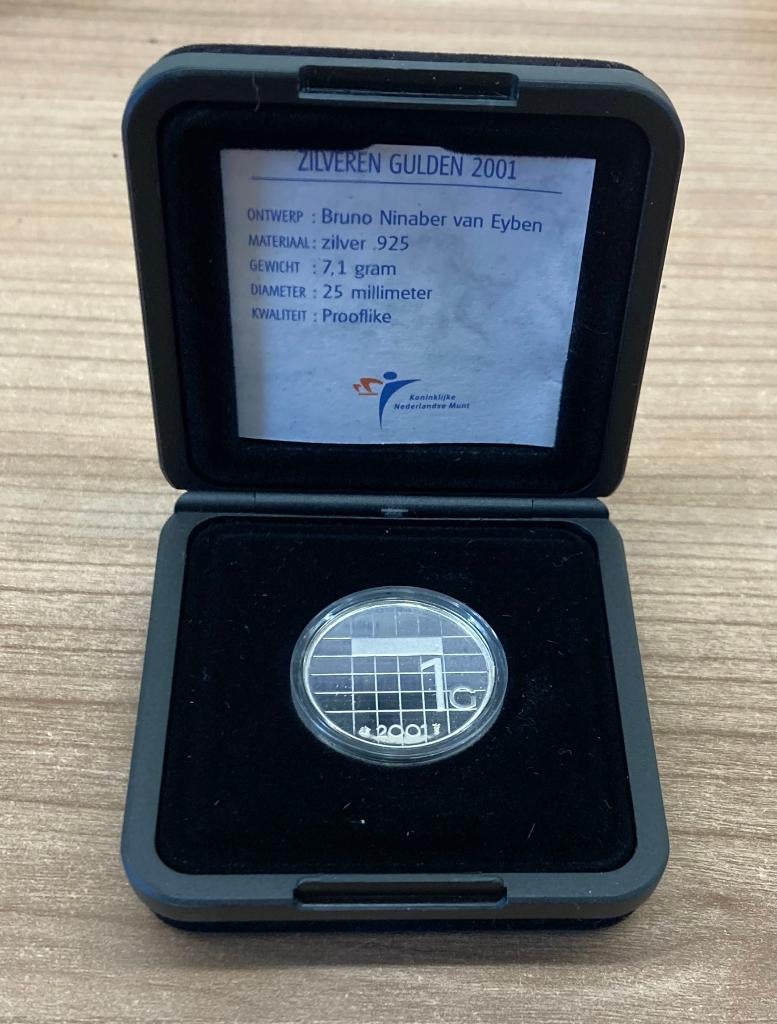 ZILVEREN GULDEN 2001
ONTWERP : Bruno Ninaber van Eyben
MATERIAAL : zilver .925
GEWICHT : 7,1 gram
DIAMETER : 25 millimeter
KWALITEIT : Prooflike
Koninklijke
Nederlandse Munt
1G
2001